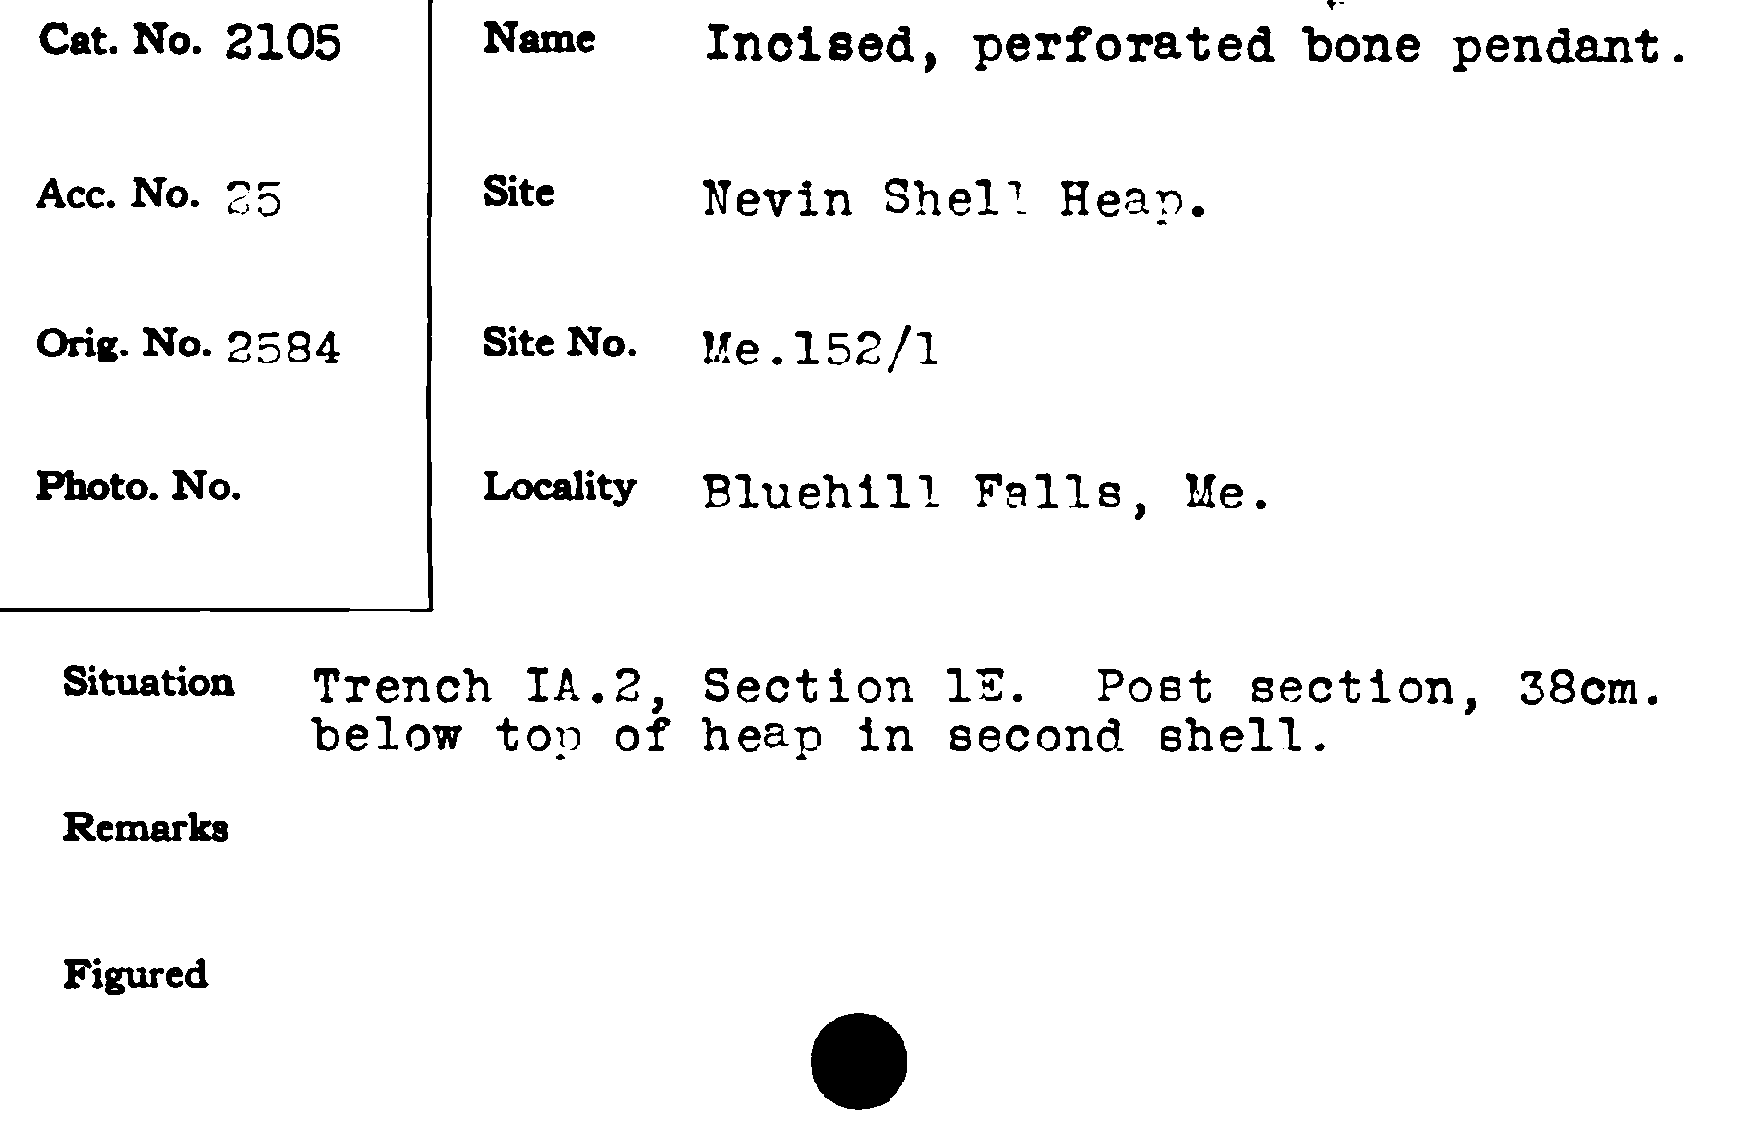 Cat. No. 2105
Name Incised, perforated bone pendant.
Acc. No. 25
Site Nevin Shell Heap.
Orig. No. 2584
Site No. Me.152/1
Photo. No.
Locality Bluehill Falls, Me.
Situation Trench IA.2, Section 1E. Post section, 38cm.
below top of heap in second shell.
Remarks
Figured